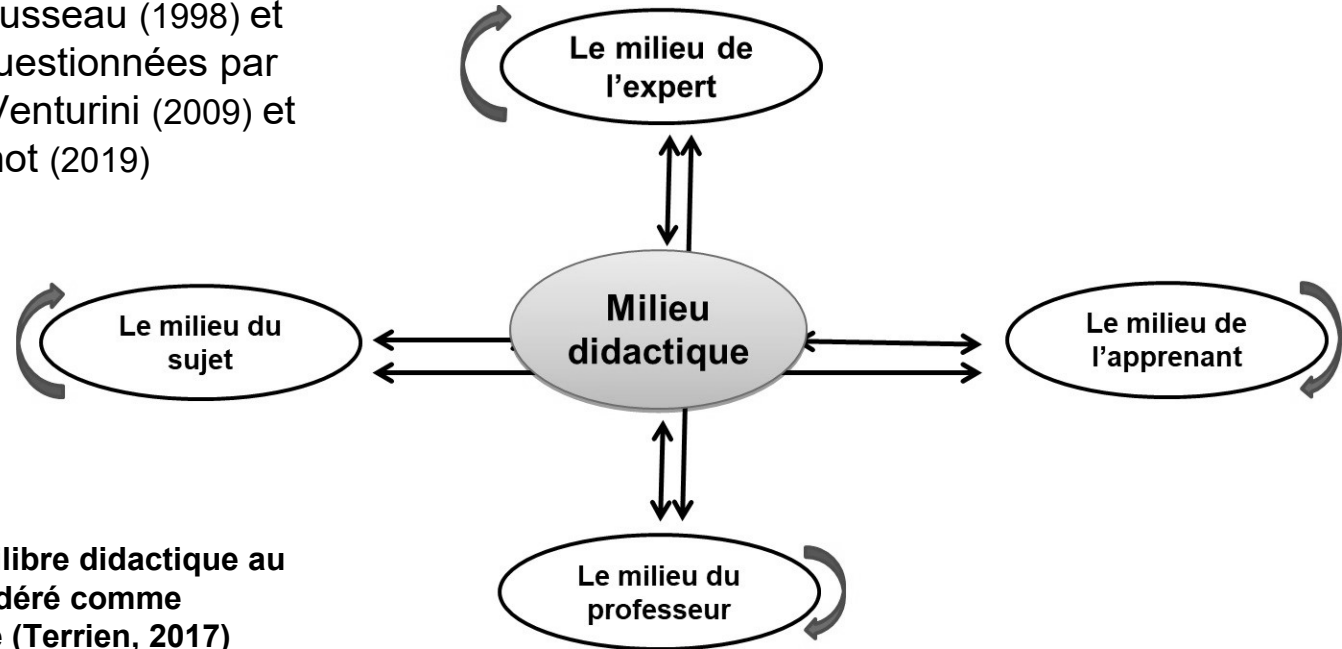 usseau (1998) et
uestionnées par
Venturini (2009) et
not (2019)
Le milieu de
l’expert
Le milieu du
sujet
Milieu
didactique
Le milieu de
l’apprenant
Le milieu du
professeur
libre didactique au
déré comme
e (Terrien, 2017)